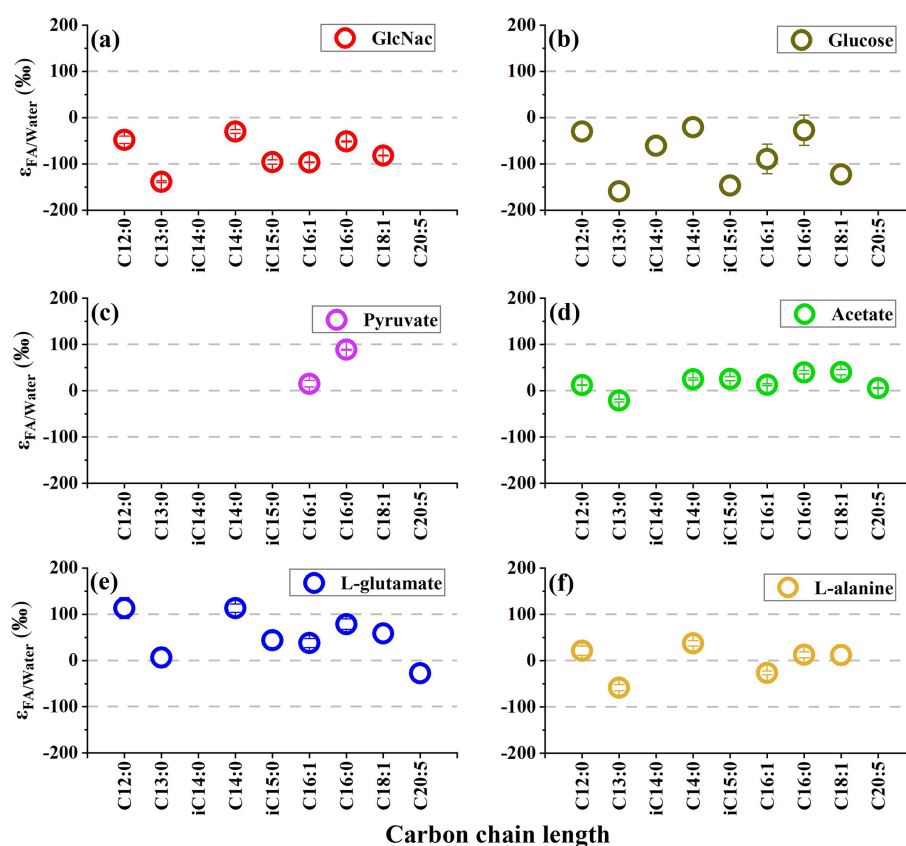 (a)
GlcNac
200
100
0
-100
-200
ε_FA/Water (‰)
C12:0
C13:0
iC14:0
C14:0
iC15:0
C16:1
C16:0
C18:1
C20:5
(b)
Glucose
200
100
0
-100
-200
C12:0
C13:0
iC14:0
C14:0
iC15:0
C16:1
C16:0
C18:1
C20:5
(c)
Pyruvate
200
100
0
-100
-200
ε_FA/Water (‰)
C12:0
C13:0
iC14:0
C14:0
iC15:0
C16:1
C16:0
C18:1
C20:5
(d)
Acetate
200
100
0
-100
-200
C12:0
C13:0
iC14:0
C14:0
iC15:0
C16:1
C16:0
C18:1
C20:5
(e)
L-glutamate
200
100
0
-100
-200
ε_FA/Water (‰)
C12:0
C13:0
iC14:0
C14:0
iC15:0
C16:1
C16:0
C18:1
C20:5
(f)
L-alanine
200
100
0
-100
-200
C12:0
C13:0
iC14:0
C14:0
iC15:0
C16:1
C16:0
C18:1
C20:5
Carbon chain length